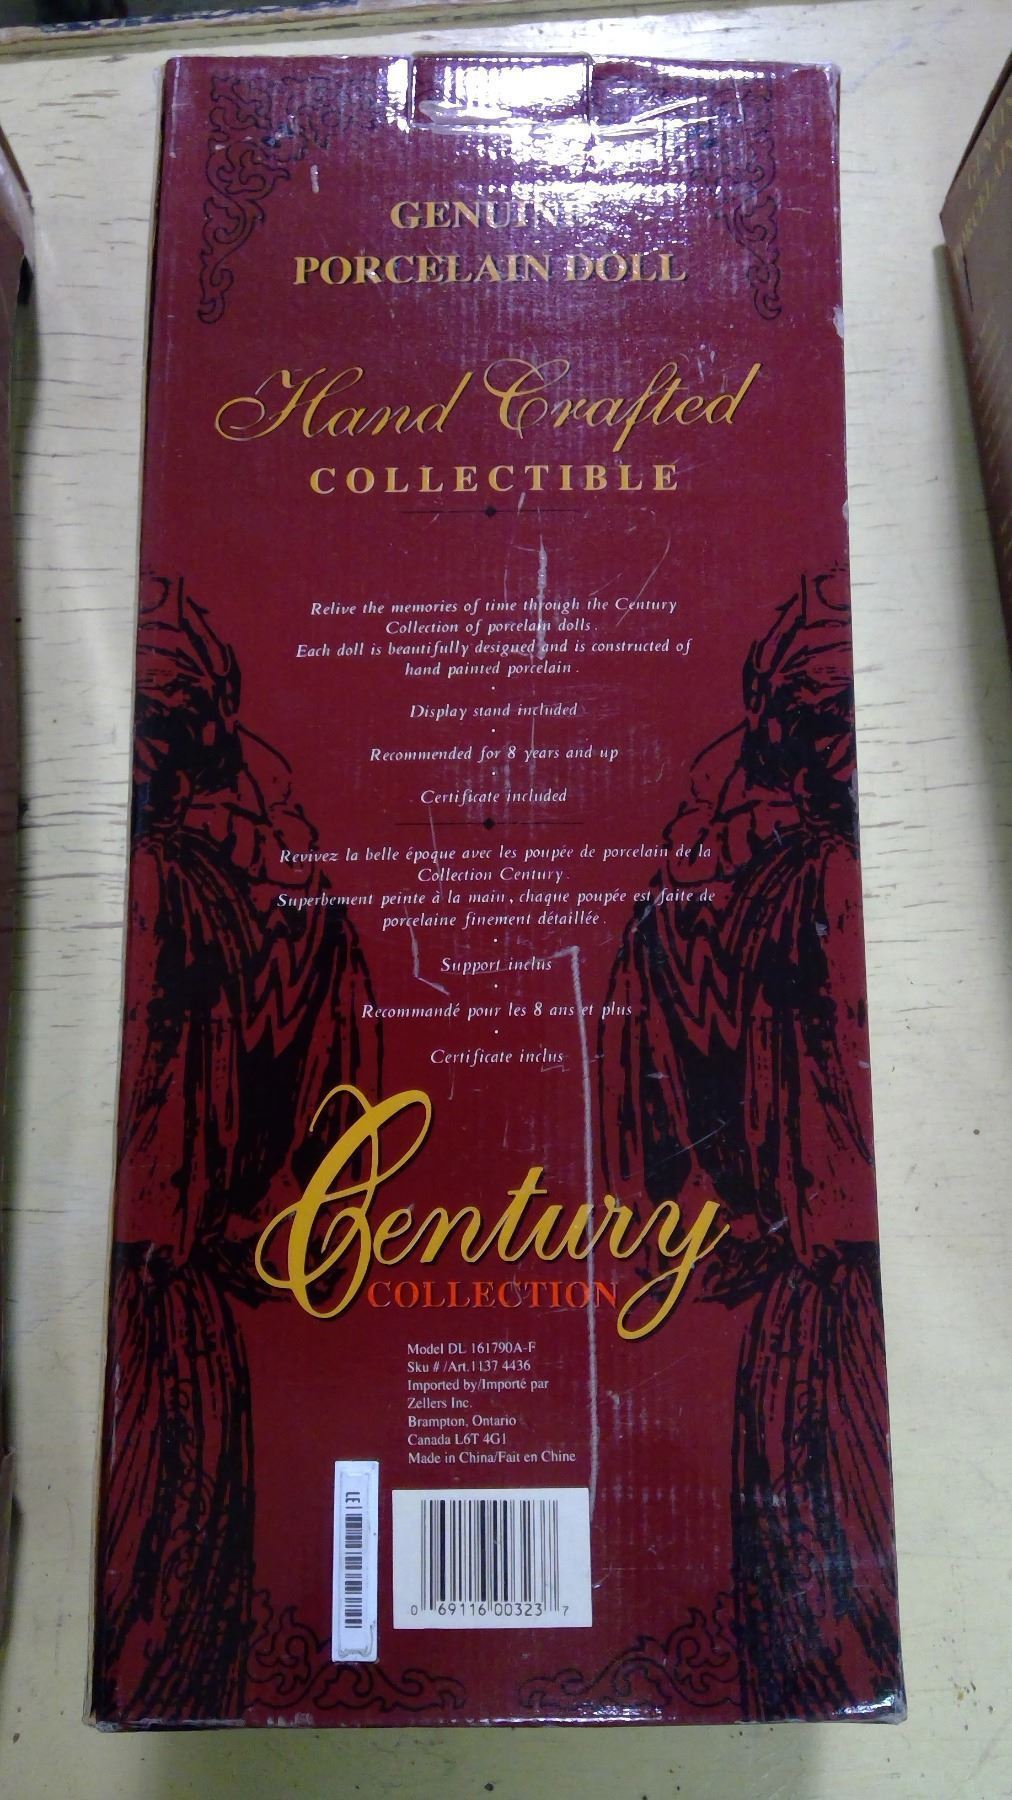 GENUINE
PORCELAIN DOLL
Hand Crafted
COLLECTIBLE
Relive the memories of time through the Century
Collection of porcelain dolls.
Each doll is beautifully designed and is constructed of
hand painted porcelain.
Display stand included
Recommended for 8 years and up
Certificate included
Revivez la belle époque avec les poupée de porcelain de la
Collection Century.
Superbement peinte à la main, chaque poupée est faite de
porcelaine finement détaillée.
Support inclus
Recommandé pour les 8 ans et plus
Certificate inclus
Century
COLLECTION
Model DL 161790A-F
Sku # /Art.1137 4436
Imported by/Importé par
Zellers Inc.
Brampton, Ontario
Canada L6T 4G1
Made in China/Fait en Chine
0 69116 00323 7